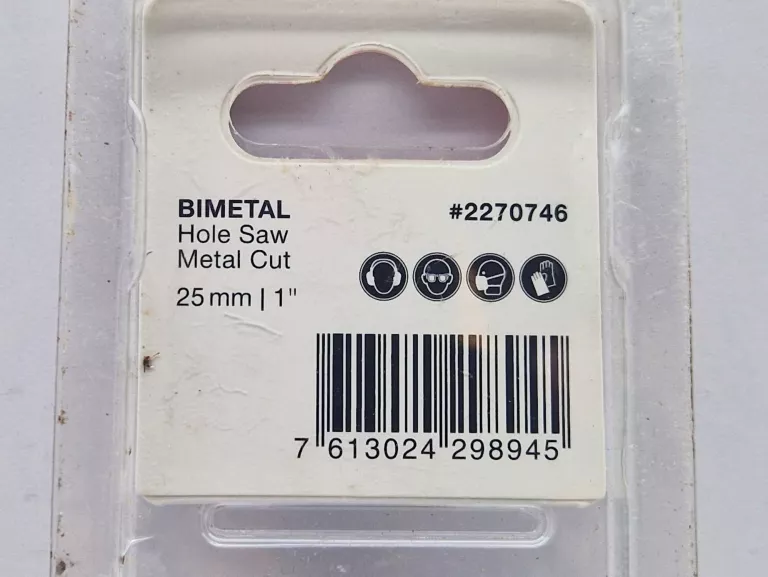 BIMETAL
Hole Saw
Metal Cut
25 mm | 1"
#2270746
7 613024 298945